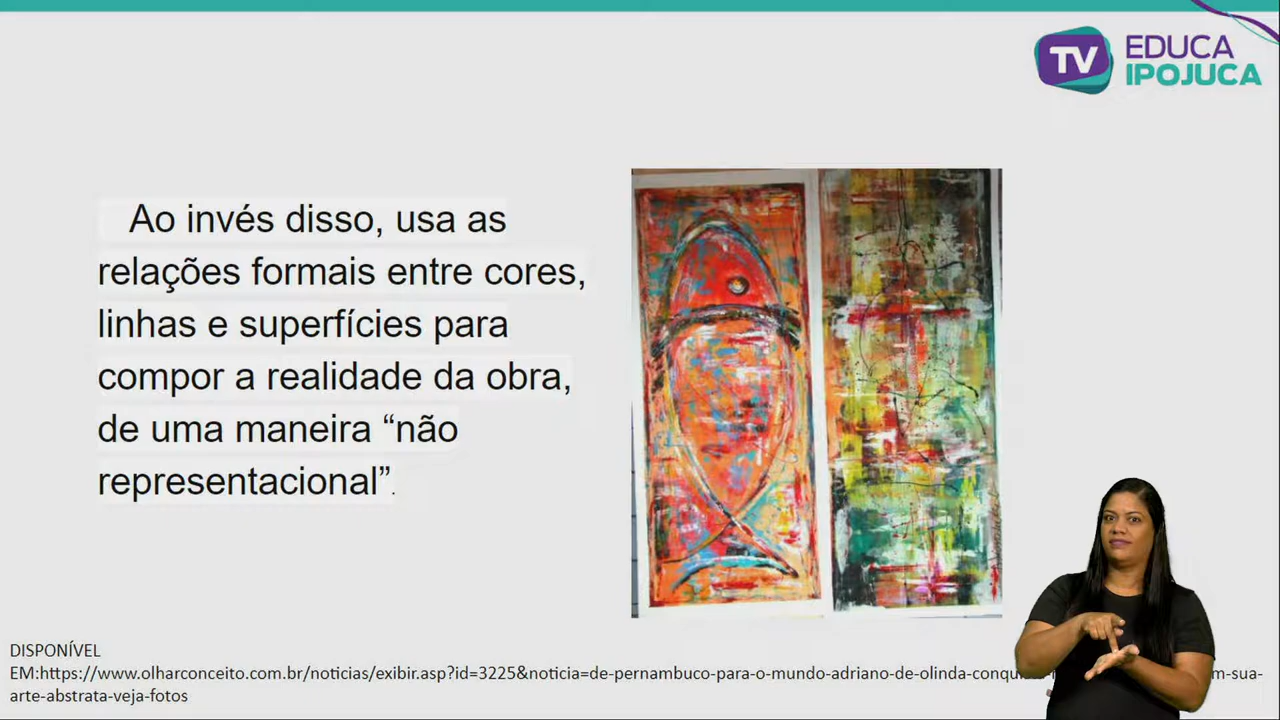 TV EDUCA
IPOJUCA
Ao invés disso, usa as
relações formais entre cores,
linhas e superfícies para
compor a realidade da obra,
de uma maneira “não
representacional”.
DISPONÍVEL
EM:https://www.olharconceito.com.br/noticias/exibir.asp?id=3225&noticia=de-pernambuco-para-o-mundo-adriano-de-olinda-conqui
arte-abstrata-veja-fotos